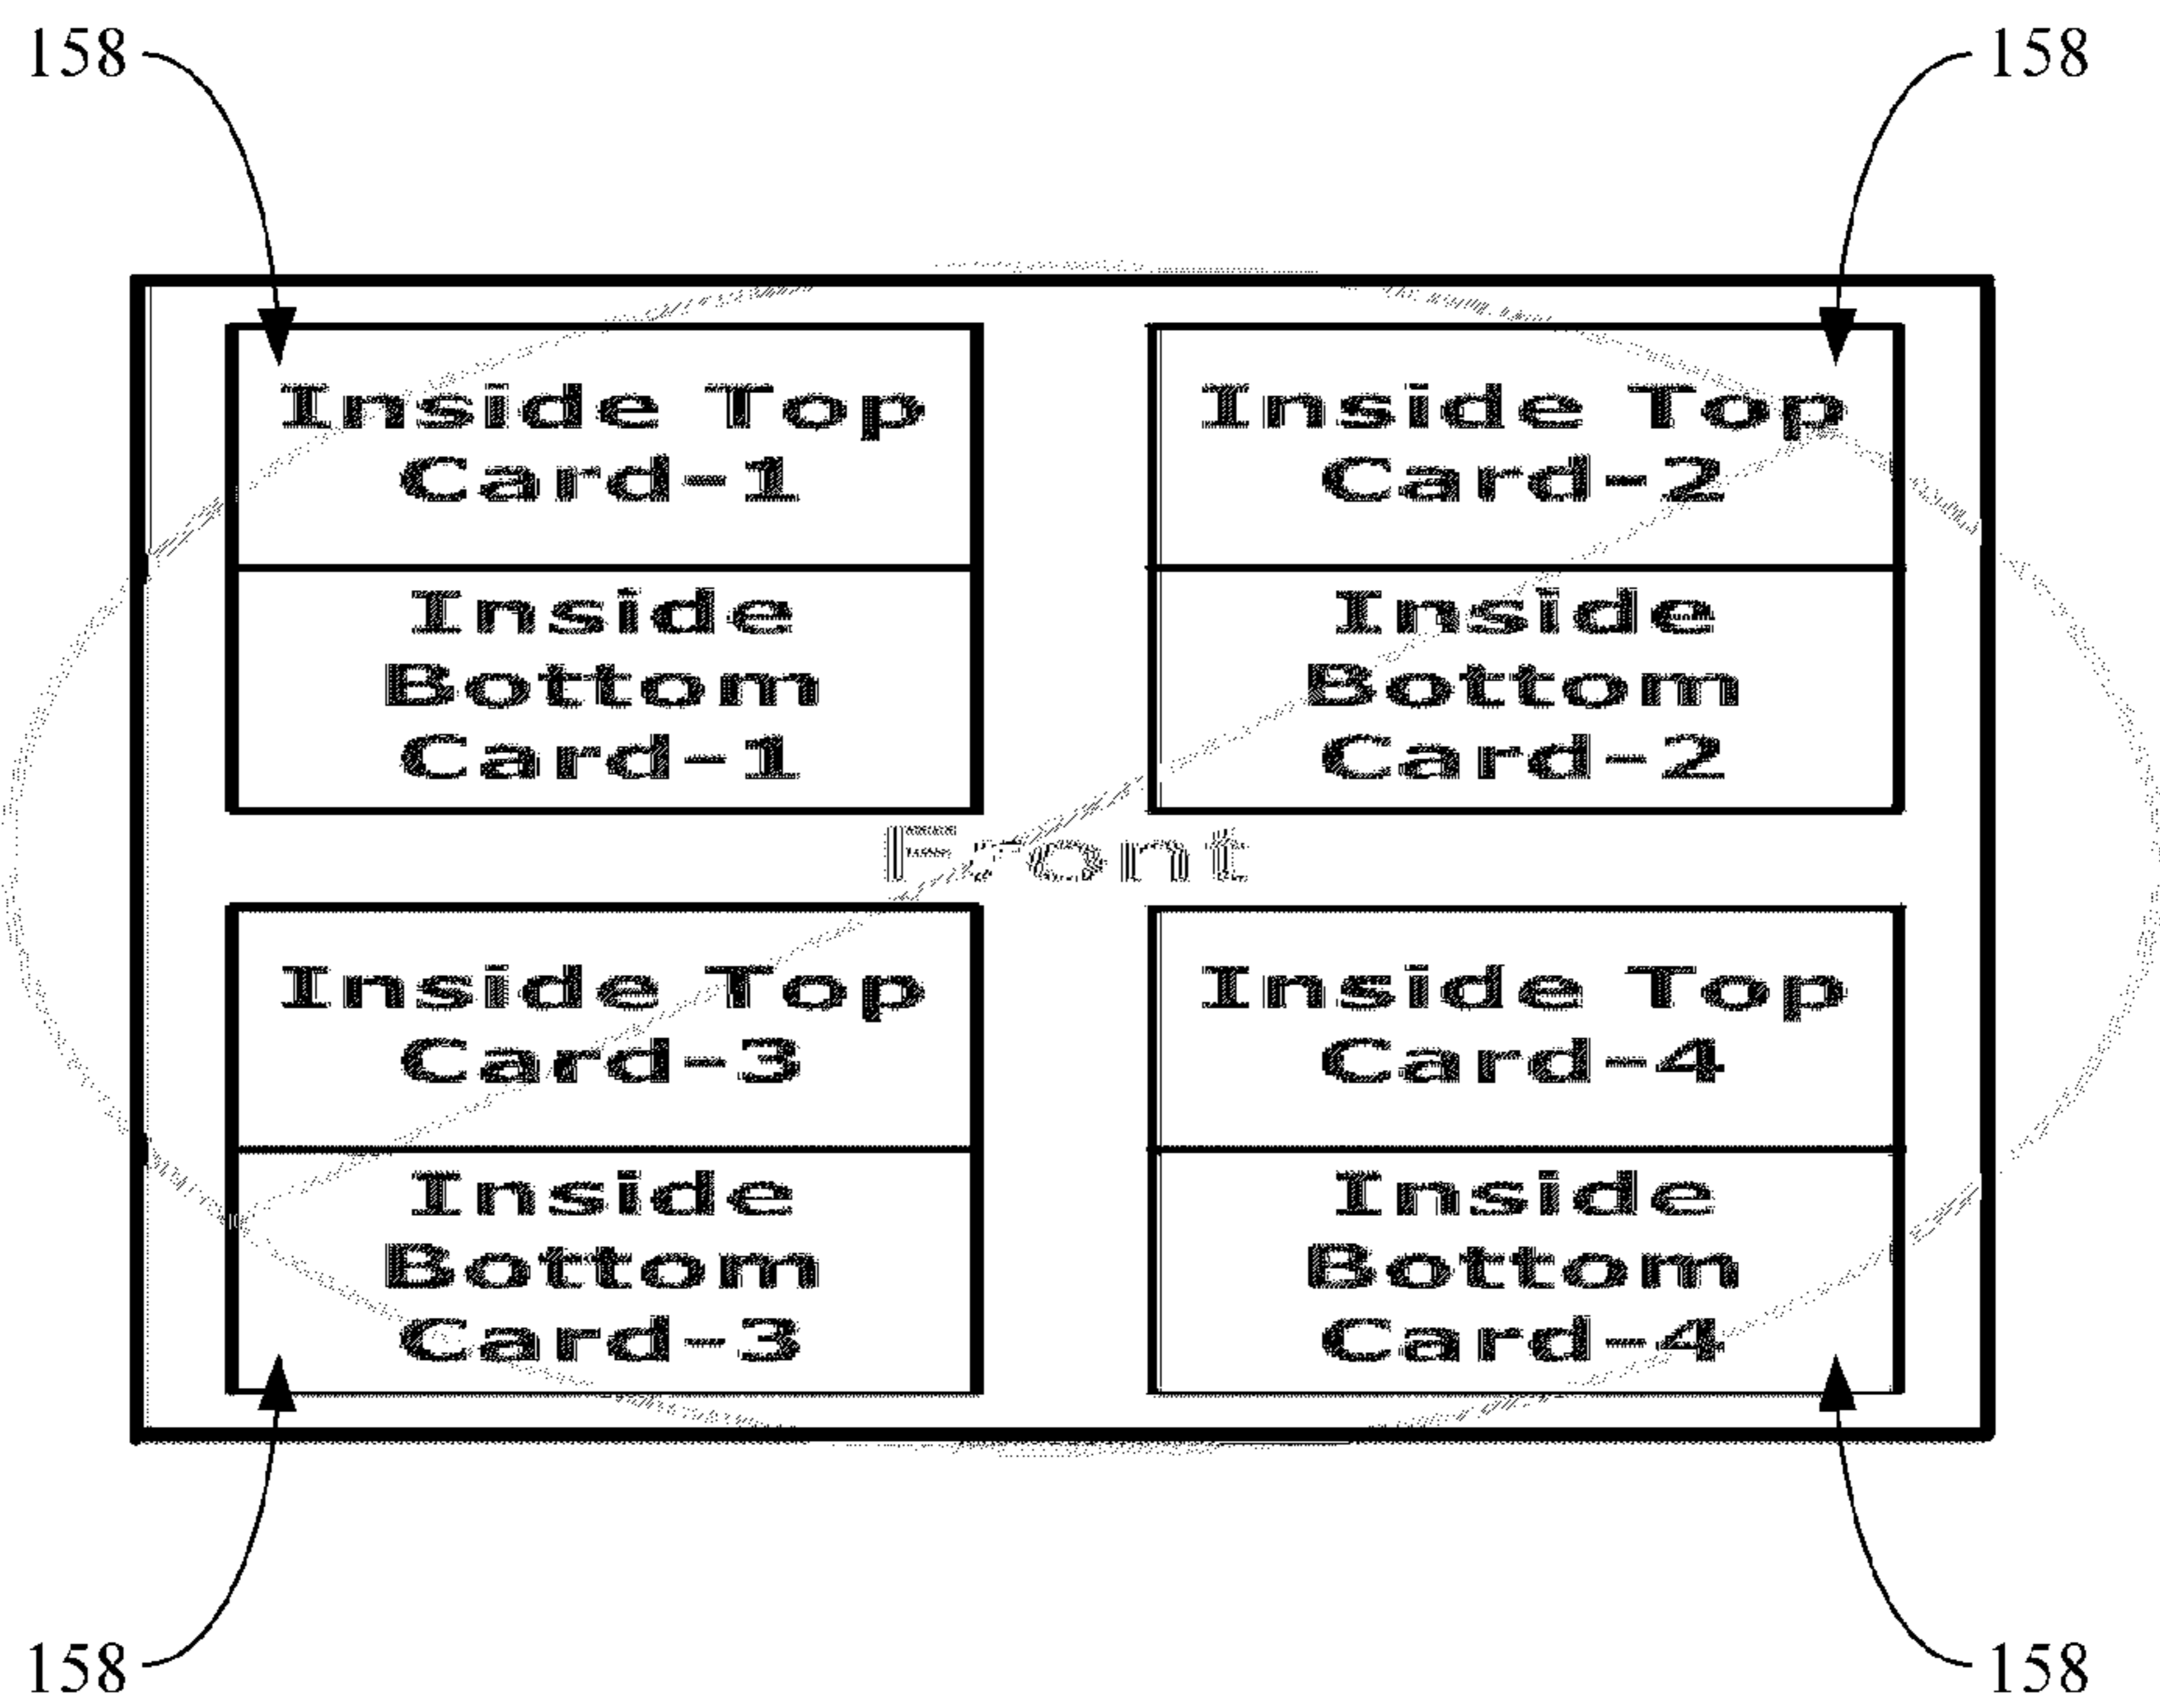 158
158
Inside Top
Card-1
Inside Top
Card-2
Inside
Bottom
Card-1
Inside
Bottom
Card-2
Front
Inside Top
Card-3
Inside Top
Card-4
Inside
Bottom
Card-3
Inside
Bottom
Card-4
158
158